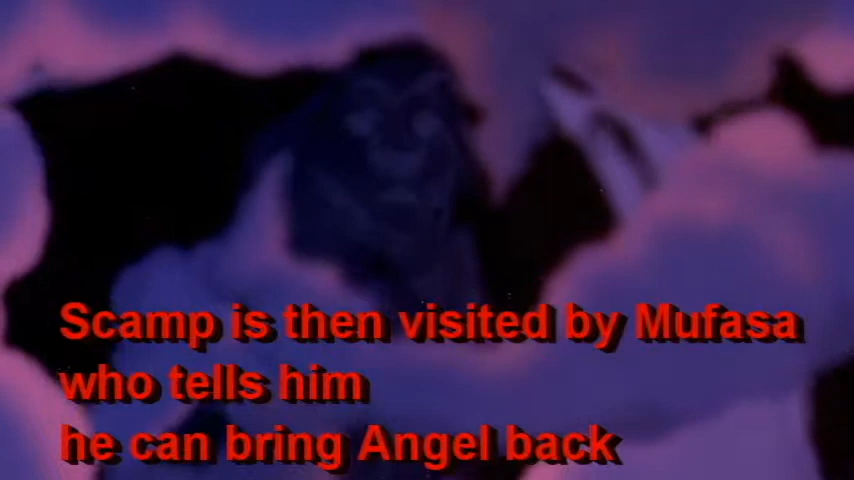 Scamp is then visited by Mufasa
who tells him
he can bring Angel back